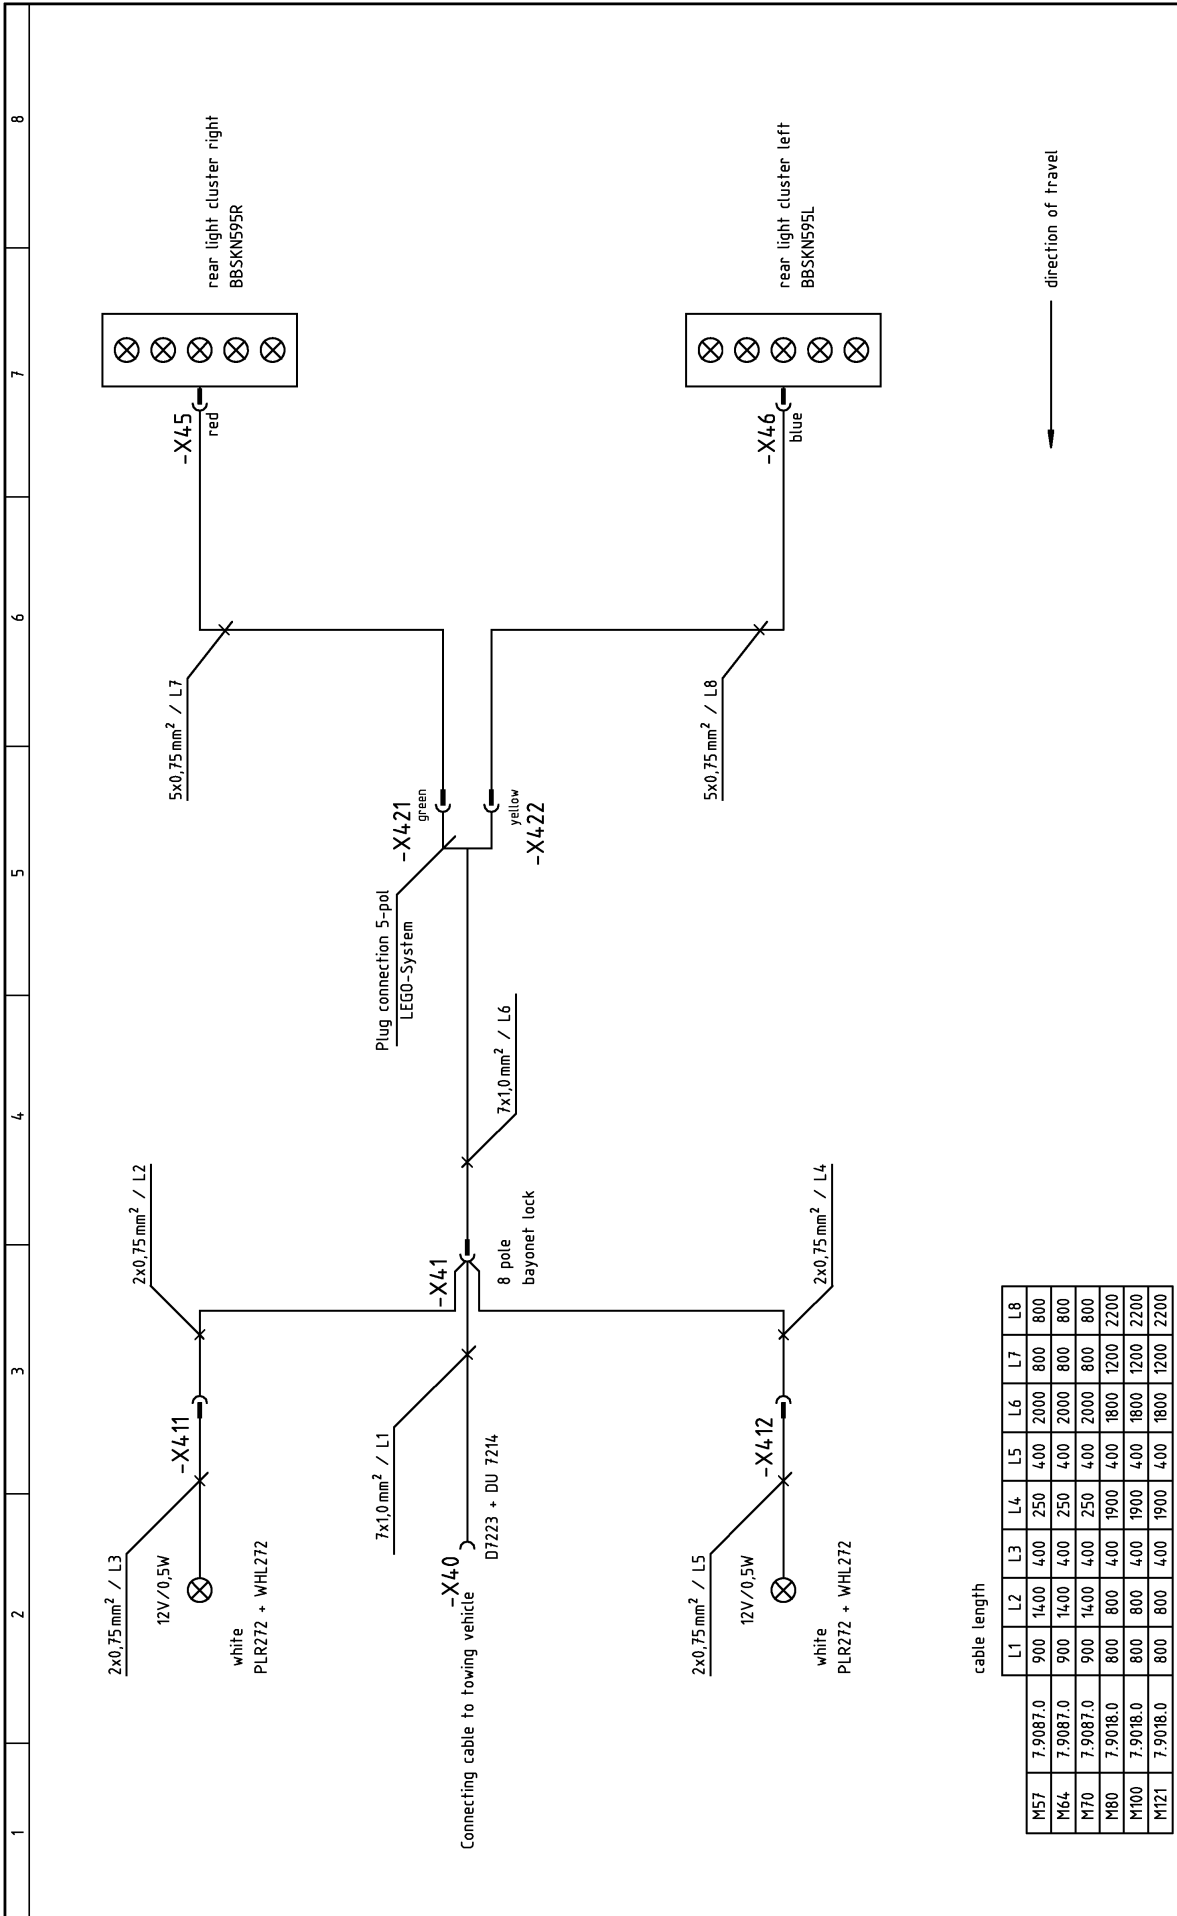 1
2
3
4
5
6
7
8
2x0,75mm² / L3
12V/0,5W
white
PLR272 + WHL272
-X411
2x0,75mm² / L2
7x1,0mm² / L1
-X40
D7223 + DU 7214
Connecting cable to towing vehicle
-X41
8 pole
bayonet lock
7x1,0mm² / L6
Plug connection 5-pol
LEGO-System
-X421
green
yellow
-X422
5x0,75mm² / L7
-X45
red
rear light cluster right
BBSKN595R
2x0,75mm² / L5
12V/0,5W
white
PLR272 + WHL272
-X412
2x0,75mm² / L4
5x0,75mm² / L8
-X46
blue
rear light cluster left
BBSKN595L
direction of travel
cable length
L1 L2 L3 L4 L5 L6 L7 L8
M57 7.9087.0 900 1400 400 250 400 2000 800 800
M64 7.9087.0 900 1400 400 250 400 2000 800 800
M70 7.9087.0 900 1400 400 250 400 2000 800 800
M80 7.9018.0 800 800 400 1900 400 1800 1200 2200
M100 7.9018.0 800 800 400 1900 400 1800 1200 2200
M121 7.9018.0 800 800 400 1900 400 1800 1200 2200